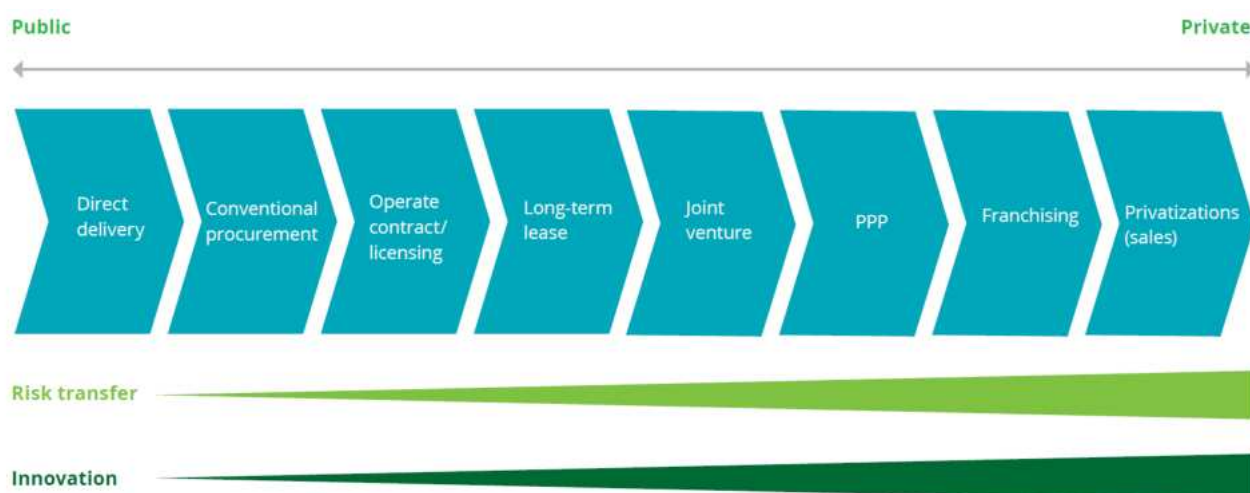 Public
Private
Direct
delivery
Conventional
procurement
Operate
contract/
licensing
Long-term
lease
Joint
venture
PPP
Franchising
Privatizations
(sales)
Risk transfer
Innovation